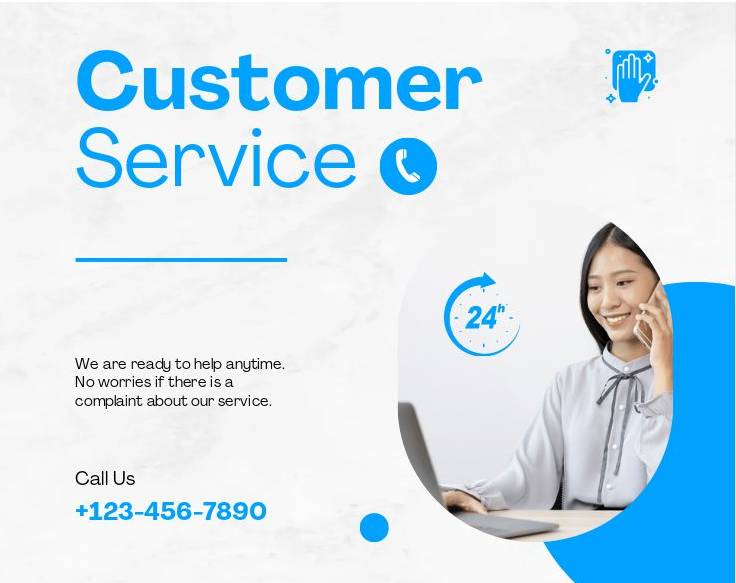 Customer
Service
24h
We are ready to help anytime.
No worries if there is a
complaint about our service.
Call Us
+123-456-7890